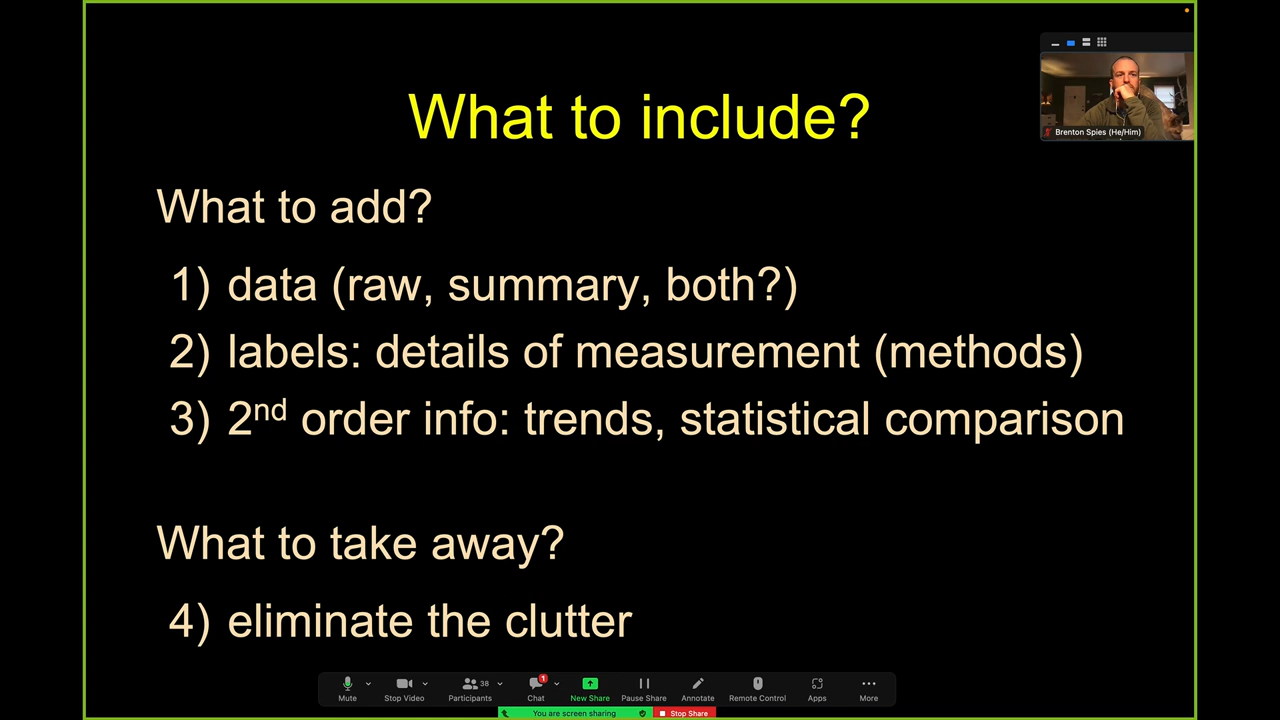 What to include?
Brenton Spies (He/Him)
What to add?
1) data (raw, summary, both?)
2) labels: details of measurement (methods)
3) 2nd order info: trends, statistical comparison
What to take away?
4) eliminate the clutter
38
1
Mute
Stop Video
Participants
Chat
New Share
Pause Share
Annotate
Remote Control
Apps
More
You are screen sharing
Stop Share